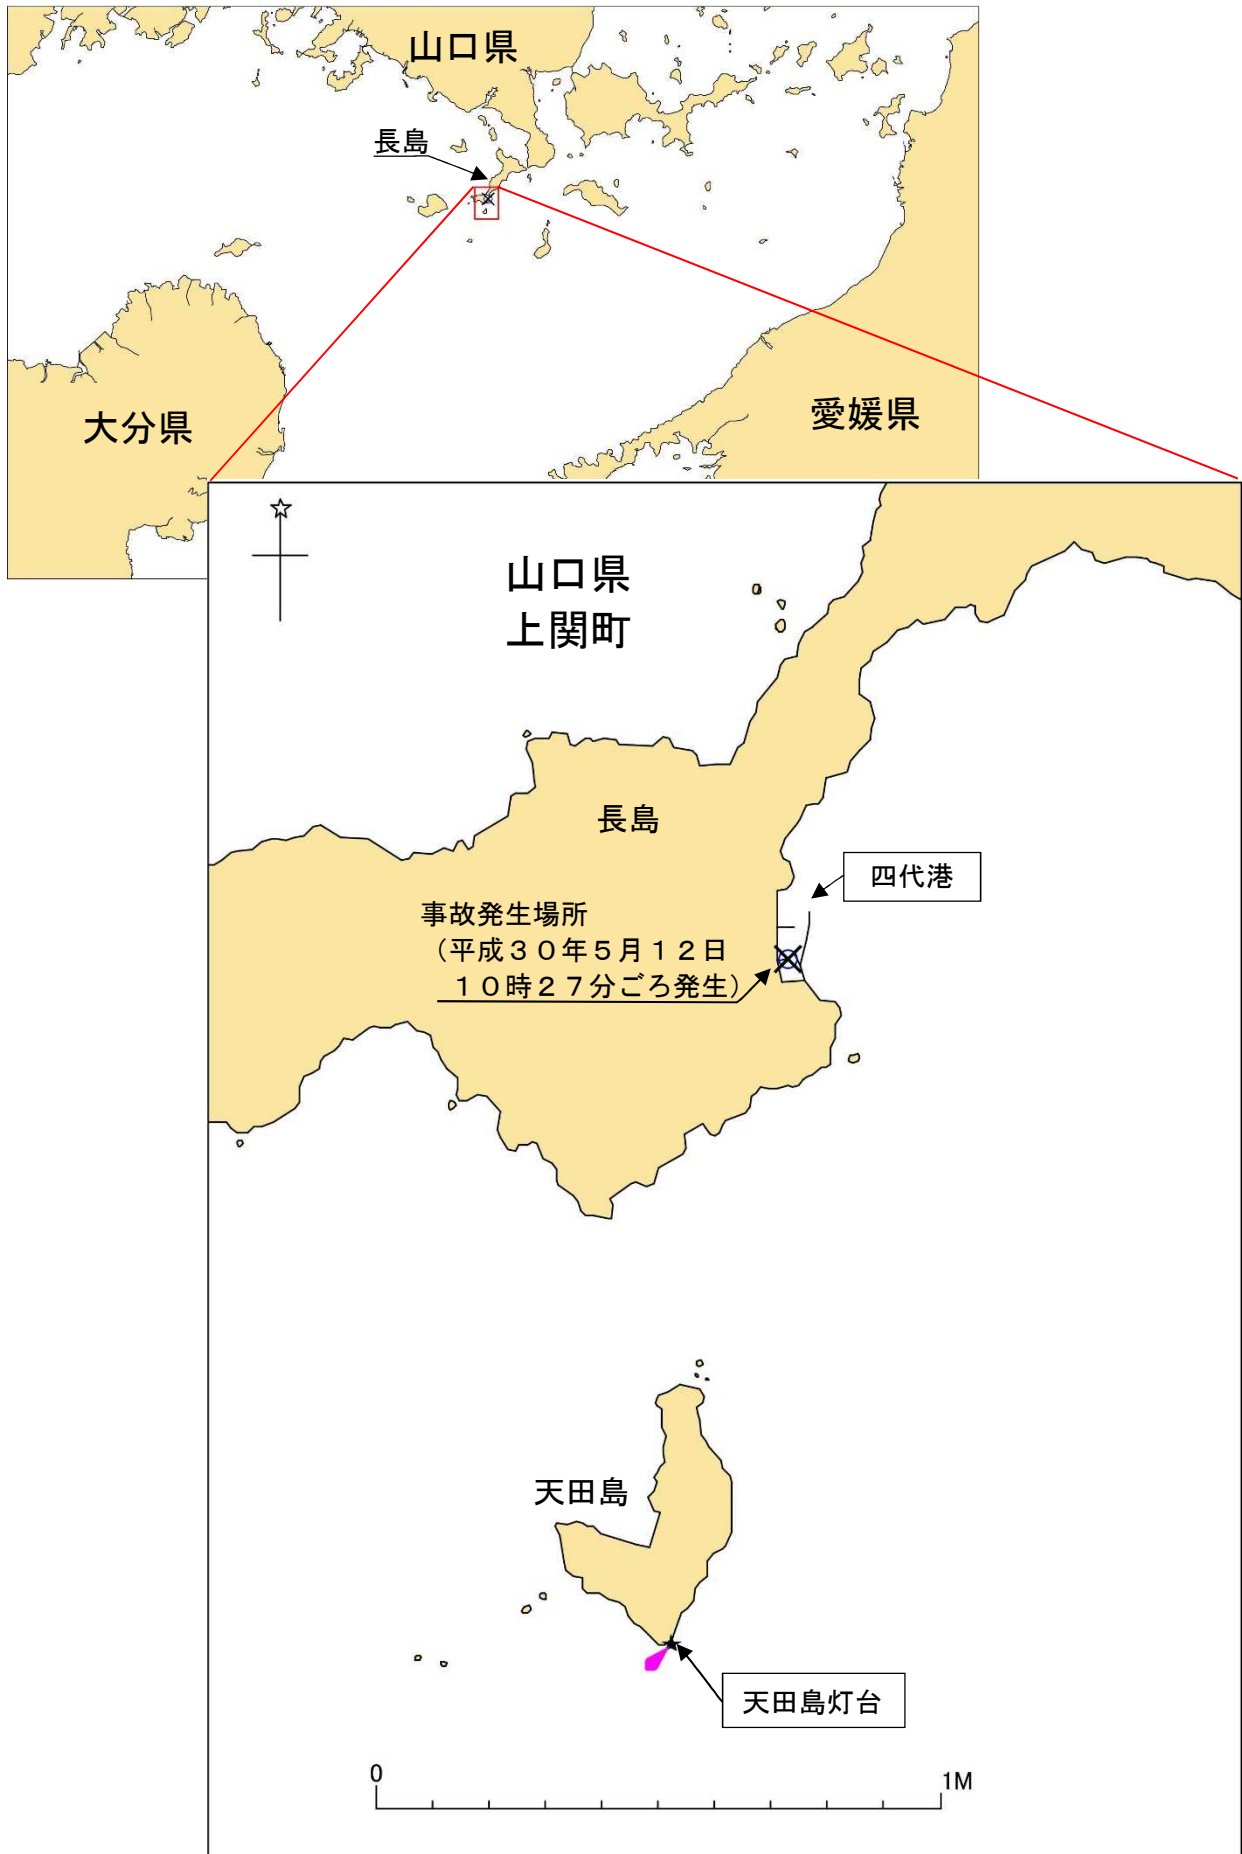 山口県
長島
大分県
愛媛県
山口県
上関町
長島
四代港
事故発生場所
（平成３０年５月１２日
１０時２７分ごろ発生）
天田島
天田島灯台
0
1M